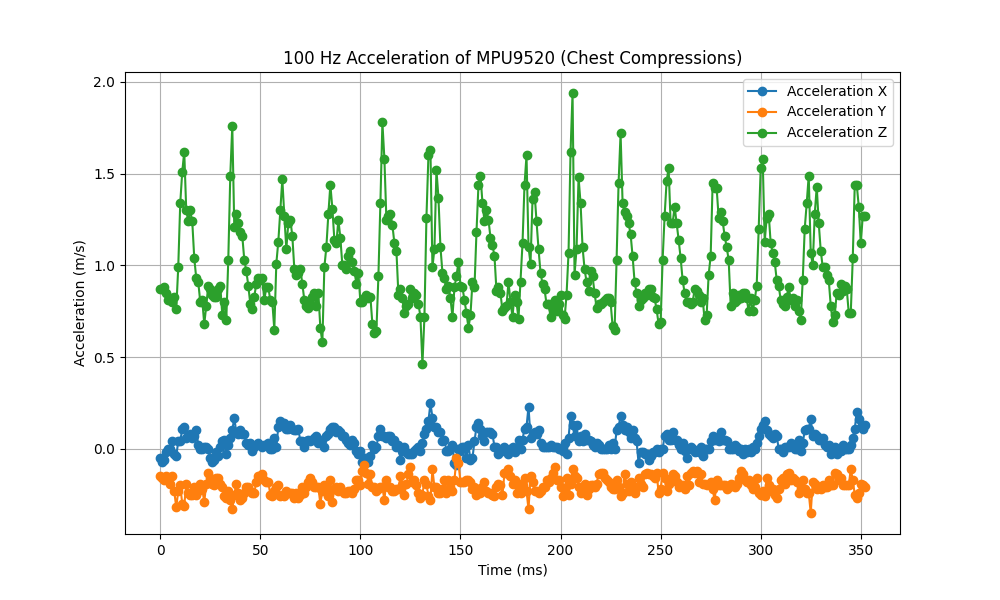 100 Hz Acceleration of MPU9520 (Chest Compressions)
Acceleration X
Acceleration Y
Acceleration Z
2.0
1.5
1.0
0.5
0.0
Acceleration (m/s)
0 50 100 150 200 250 300 350
Time (ms)